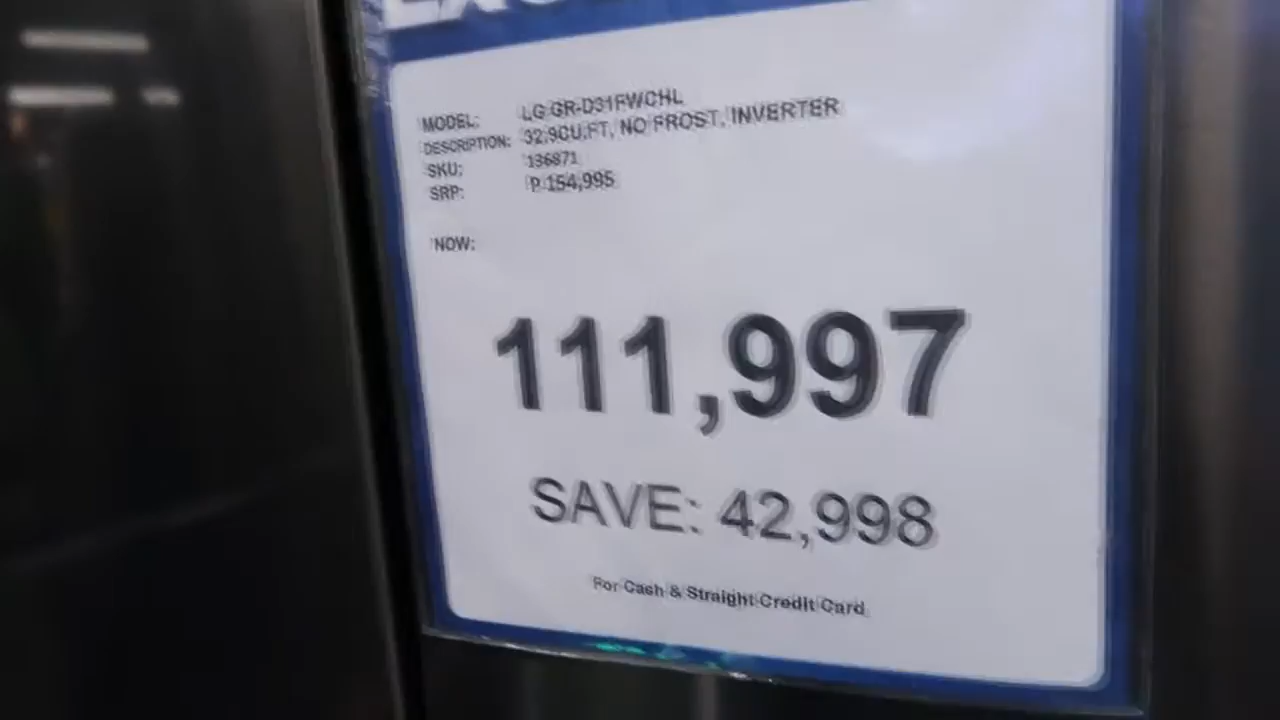 MODEL: LG GR-D31FWCHL
DESCRIPTION: 32.9CU.FT, NO FROST, INVERTER
SKU: 136871
SRP: P 154,995
NOW:
111,997
SAVE: 42,998
For Cash & Straight Credit Card